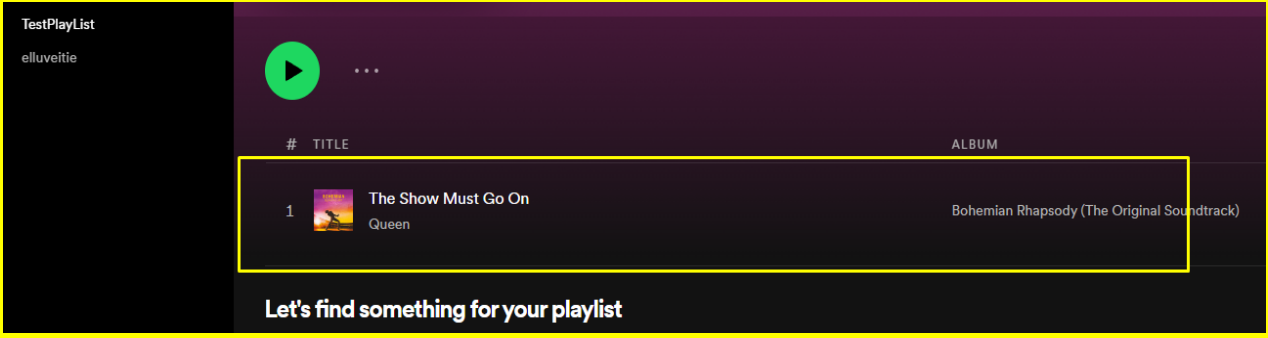 TestPlayList
elluveitie
# TITLE ALBUM
1 The Show Must Go On
Queen
Bohemian Rhapsody (The Original Soundtrack)
Let's find something for your playlist